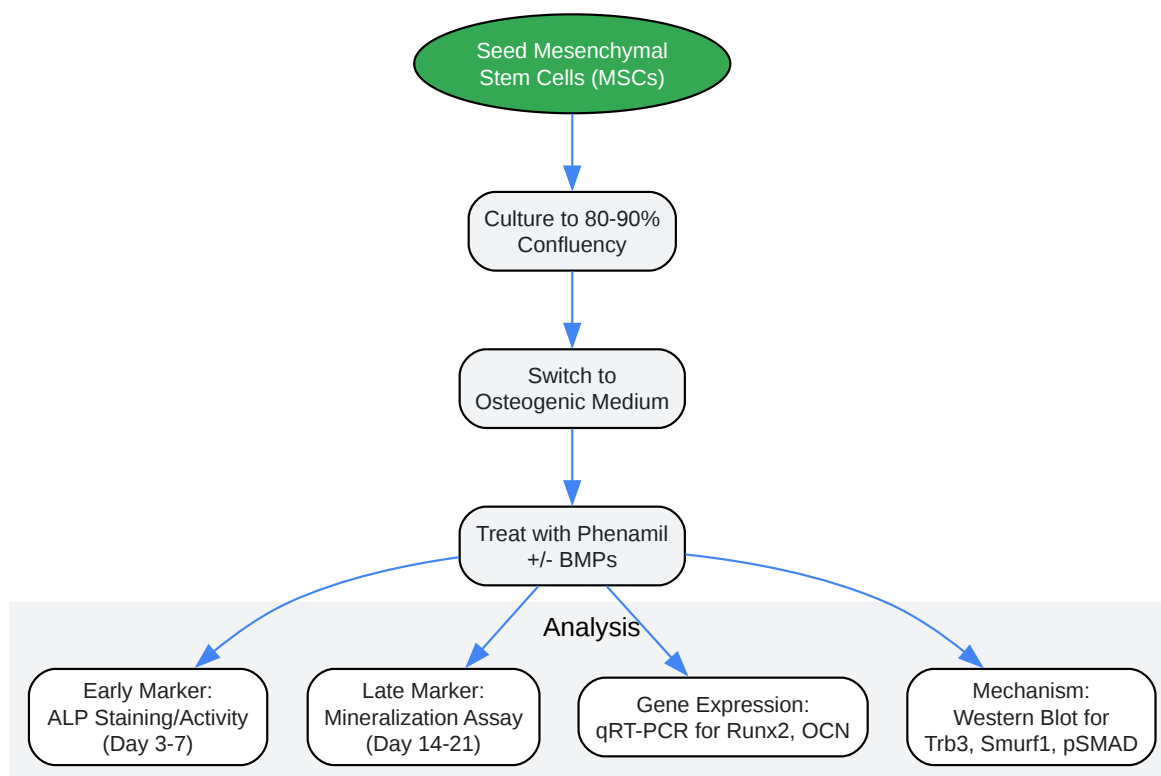 Seed Mesenchymal
Stem Cells (MSCs)
Culture to 80-90%
Confluency
Switch to
Osteogenic Medium
Treat with Phenamil
+/- BMPs
Analysis
Early Marker:
ALP Staining/Activity
(Day 3-7)
Late Marker:
Mineralization Assay
(Day 14-21)
Gene Expression:
qRT-PCR for Runx2, OCN
Mechanism:
Western Blot for
Trb3, Smurf1, pSMAD